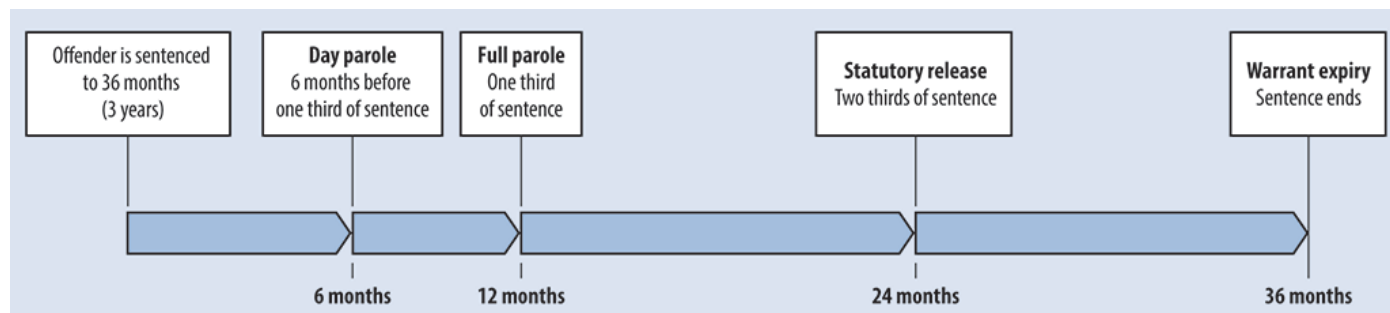 Offender is sentenced
to 36 months
(3 years)
Day parole
6 months before
one third of sentence
Full parole
One third
of sentence
Statutory release
Two thirds of sentence
Warrant expiry
Sentence ends
6 months
12 months
24 months
36 months